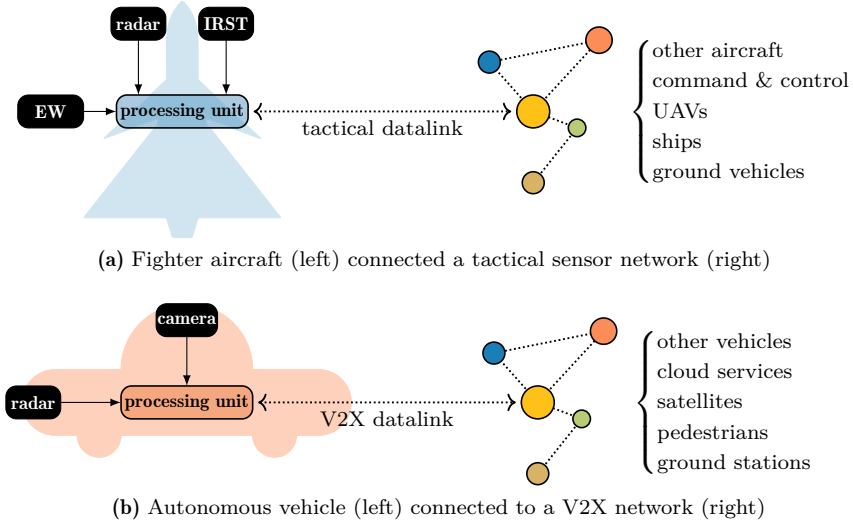 radar
IRST
EW
processing unit
tactical datalink
other aircraft
command & control
UAVs
ships
ground vehicles
(a) Fighter aircraft (left) connected a tactical sensor network (right)
camera
radar
processing unit
V2X datalink
other vehicles
cloud services
satellites
pedestrians
ground stations
(b) Autonomous vehicle (left) connected to a V2X network (right)